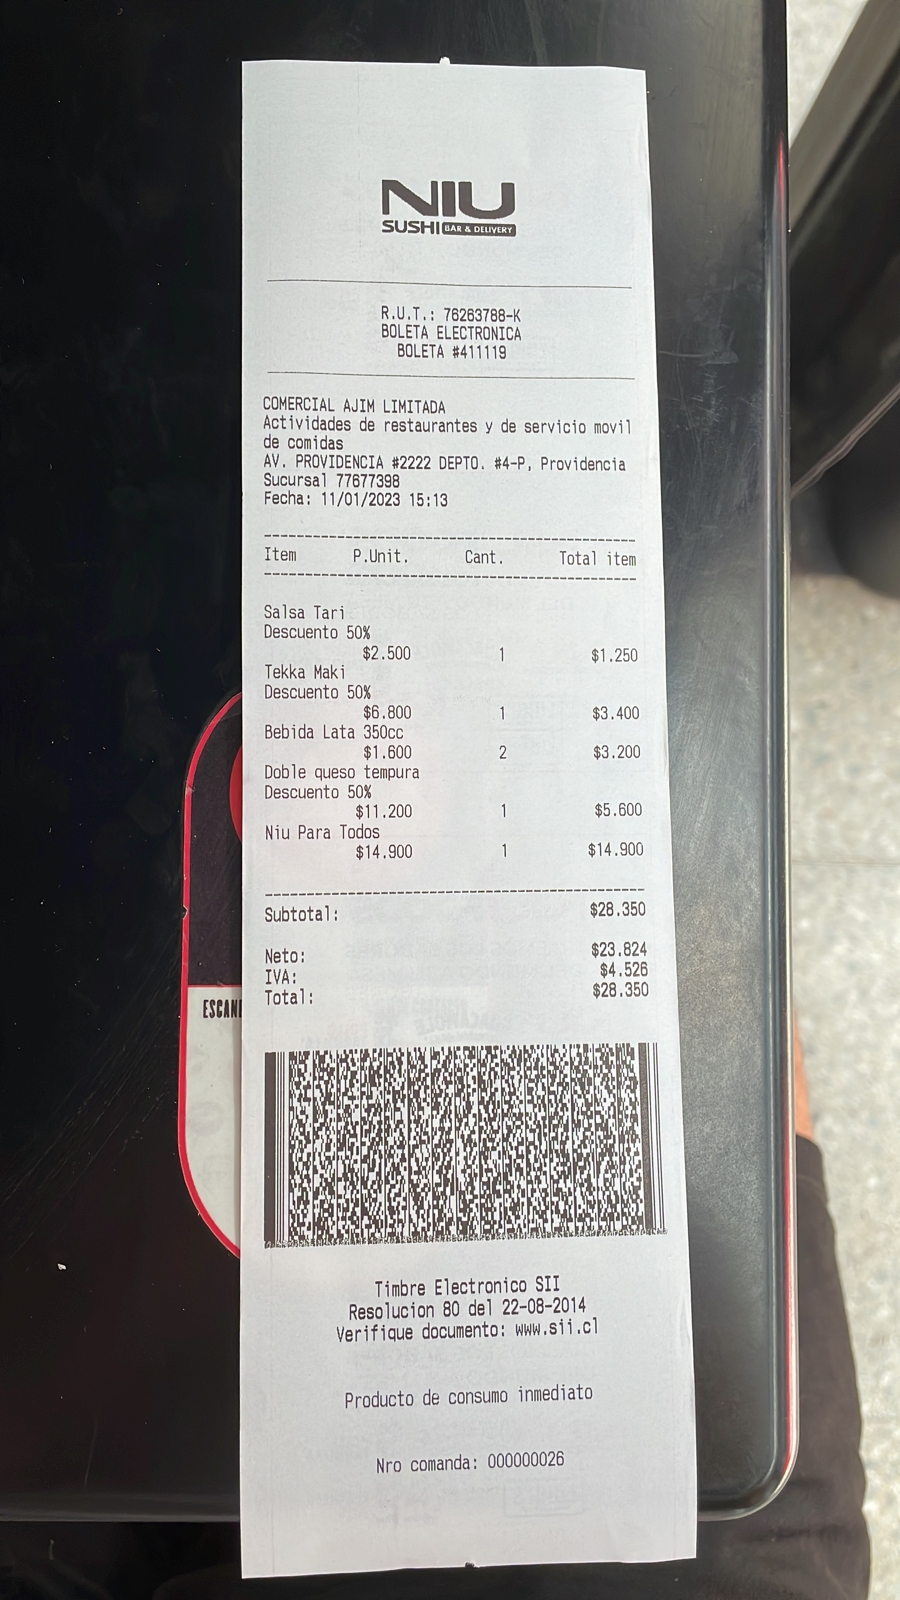 NIU
SUSHI BAR & DELIVERY
R.U.T.: 76263788-K
BOLETA ELECTRONICA
BOLETA #411119
COMERCIAL AJIM LIMITADA
Actividades de restaurantes y de servicio movil
de comidas
AV. PROVIDENCIA #2222 DEPTO. #4-P, Providencia
Sucursal 77677398
Fecha: 11/01/2023 15:13
Item P.Unit. Cant. Total item
Salsa Tari
Descuento 50%
$2.500 1 $1.250
Tekka Maki
Descuento 50%
$6.800 1 $3.400
Bebida Lata 350cc
$1.600 2 $3.200
Doble queso tempura
Descuento 50%
$11.200 1 $5.600
Niu Para Todos
$14.900 1 $14.900
Subtotal: $28.350
Neto: $23.824
IVA: $4.526
Total: $28.350
ESCAN
Timbre Electronico SII
Resolucion 80 del 22-08-2014
Verifique documento: www.sii.cl
Producto de consumo inmediato
Nro comanda: 000000026